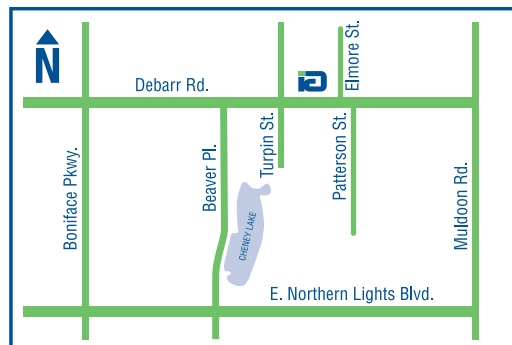 N
Elmore St.
Debarr Rd.
Turpin St.
Patterson St.
Beaver Pl.
Boniface Pkwy.
Muldoon Rd.
CHENEY LAKE
E. Northern Lights Blvd.